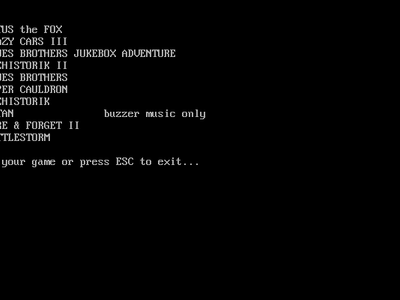 TUS the FOX
AZY CARS III
UES BROTHERS JUKEBOX ADVENTURE
EHISTORIK II
UES BROTHERS
PER CAULDRON
EHISTORIK
TAN buzzer music only
RE & FORGET II
TTLESTORM
your game or press ESC to exit...